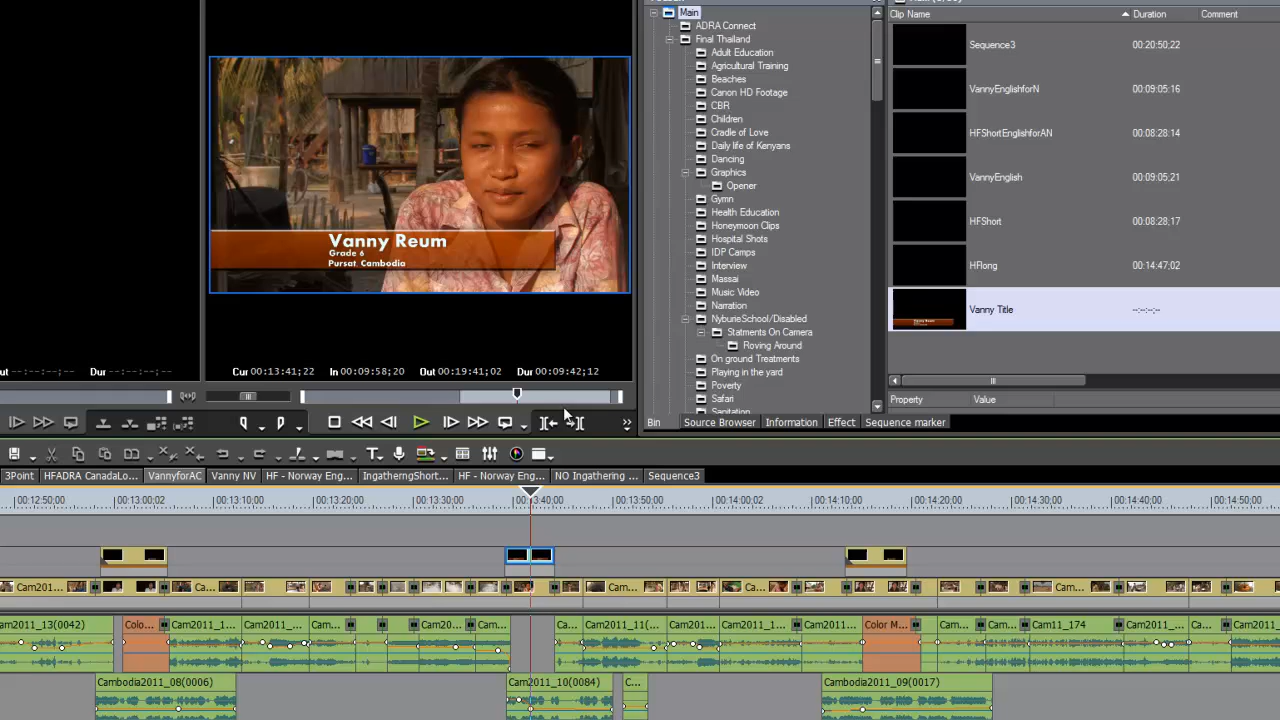 Main
ADRA Connect
Final Thailand
Adult Education
Agricultural Training
Beaches
Canon HD Footage
CBR
Children
Cradle of Love
Daily life of Kenyans
Dancing
Graphics
Opener
Gymn
Health Education
Honeymoon Clips
Hospital Shots
IDP Camps
Interview
Massai
Music Video
Narration
NyburieSchool/Disabled
Statments On Camera
Roving Around
On ground Treatments
Playing in the yard
Poverty
Safari
Sanitation
Clip Name Duration Comment
Sequence3 00:20:50;22
VannyEnglishforN 00:09:05:16
HFShortEnglishforAN 00:08:28:14
VannyEnglish 00:09:05;21
HFShort 00:08:28;17
HFlong 00:14:47;02
Vanny Title --:--:--;--
Property Value
Vanny Reum
Grade 6
Pursat, Cambodia
ut --:--:--;-- Dur --:--:--;--
Cur 00:13:41;22 In 00:09:58;20 Out 00:19:41;02 Dur 00:09:42;12
Bin Source Browser Information Effect Sequence marker
3Point HFADRA CanadaLo... VannyforAC Vanny NV HF - Norway Eng... IngatherngShort... HF - Norway Eng... NO Ingathering ... Sequence3
00:12:50;00 00:13:00;02 00:13:10;00 00:13:20;00 00:13:30;00 00:13:40;00 00:13:50;00 00:14:00;02 00:14:10;00 00:14:20;00 00:14:30;00 00:14:40;00 00:14:50;00
Cam201... Ca... Cam... Ca... Cam...
am2011_13(0042) Colo... Cam2011_1... Cam2011_... Cam... Cam20... Cam... Ca... Cam2011_11(... Cam2011_... Cam2011_1... Cam2011... Color M... Cam... Cam... Cam11_174 Cam2011_... Ca... Cam2011...
Cambodia2011_08(0006) Cam2011_10(0084) C... Cambodia2011_09(0017)